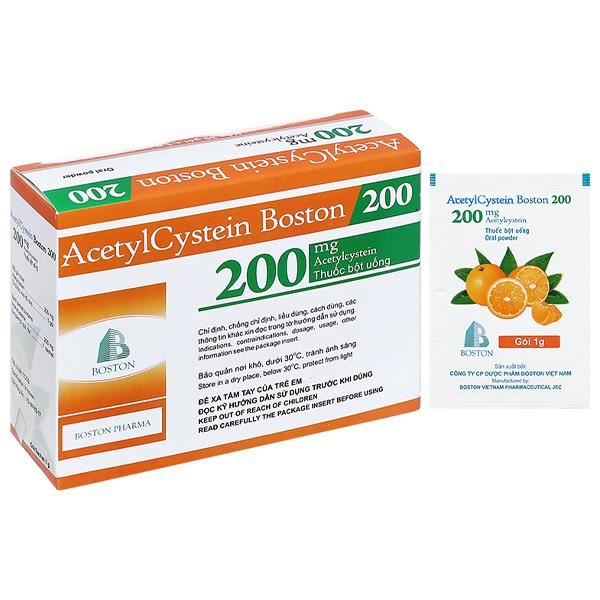 200 mg
Acetylcysteine
Oral powder
200
AcetylCystein Boston
200
AcetylCystein Boston 200
200 mg
Acetylcystein
Thuốc bột uống
Chỉ định, chống chỉ định, liều dùng, cách dùng, các
thông tin khác xin đọc trong tờ hướng dẫn sử dụng.
Indications, contraindications, dosage, usage, other
information see the package insert.
Bảo quản nơi khô, dưới 30°C, tránh ánh sáng
Store in a dry place, below 30°C, protect from light
ĐỂ XA TẦM TAY CỦA TRẺ EM
ĐỌC KỸ HƯỚNG DẪN SỬ DỤNG TRƯỚC KHI DÙNG
KEEP OUT OF REACH OF CHILDREN
READ CAREFULLY THE PACKAGE INSERT BEFORE USING
B
BOSTON
BOSTON PHARMA
AcetylCystein Boston 200
AcetylCystein Boston 200
200 mg
Acetylcystein
Thuốc bột uống
Oral powder
B
BOSTON
Gói 1g
Sản xuất bởi:
CÔNG TY CP DƯỢC PHẨM BOSTON VIỆT NAM
Manufactured by:
BOSTON VIETNAM PHARMACEUTICAL JSC